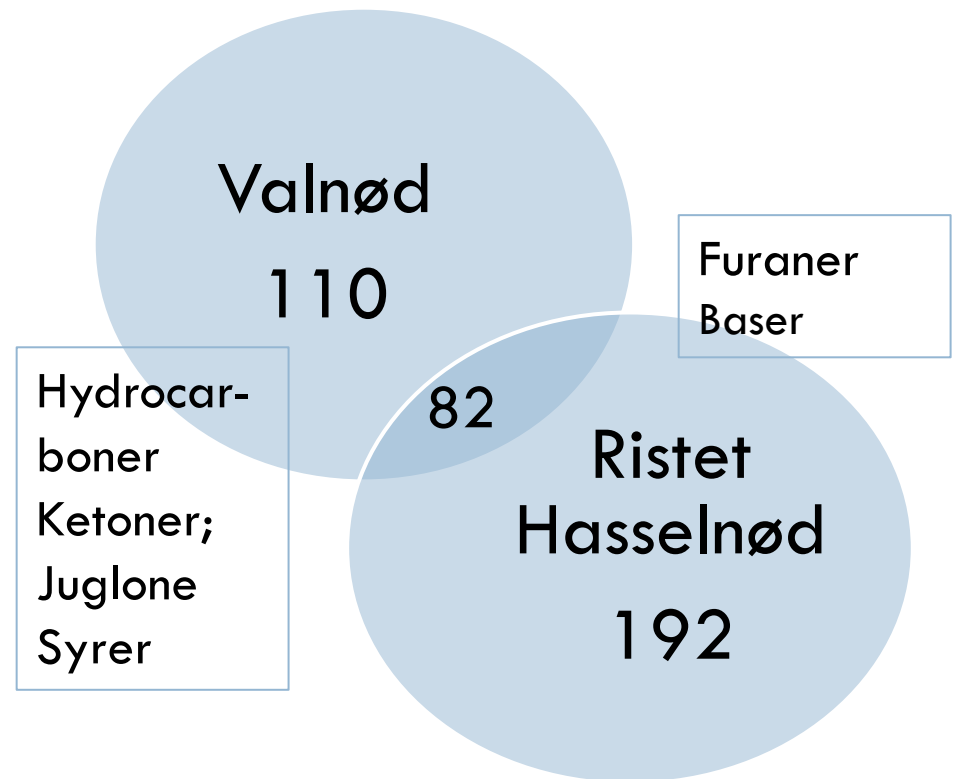 Valnød
110
Furaner
Baser
82
Hydrocar-
boner
Ketoner;
Juglone
Syrer
Ristet
Hasselnød
192